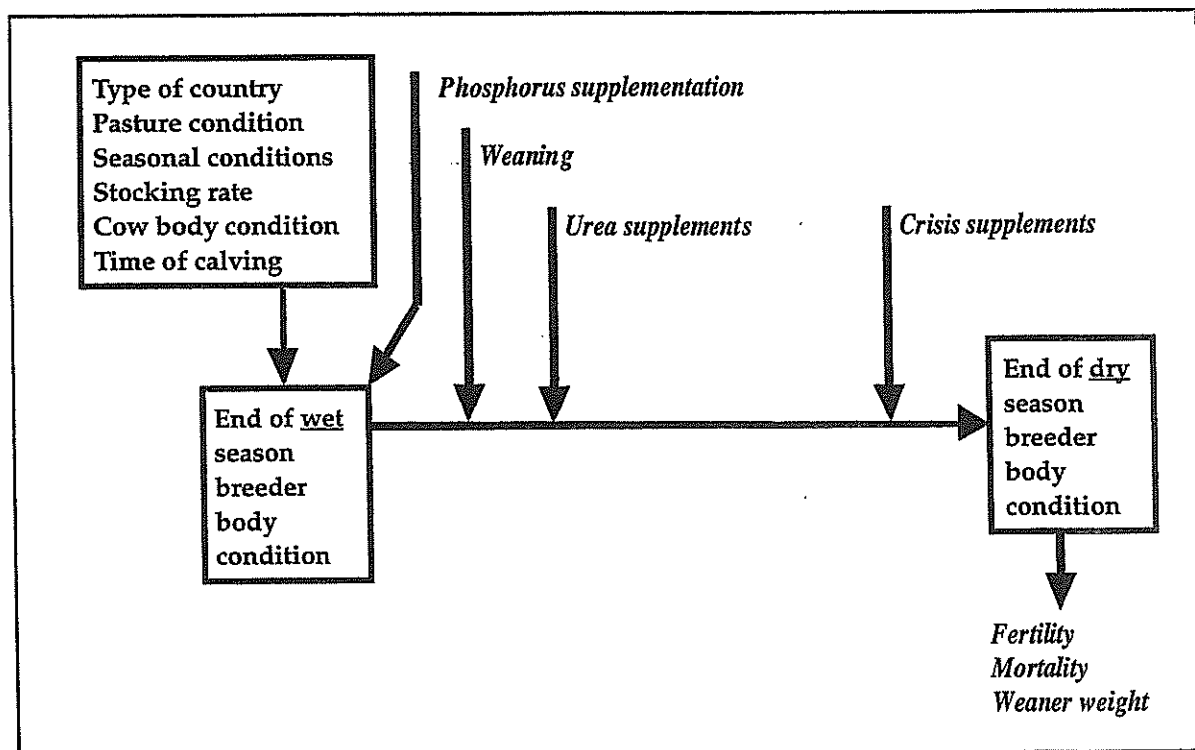 Type of country
Pasture condition
Seasonal conditions
Stocking rate
Cow body condition
Time of calving
Phosphorus supplementation
Weaning
Urea supplements
Crisis supplements
End of wet
season
breeder
body
condition
End of dry
season
breeder
body
condition
Fertility
Mortality
Weaner weight